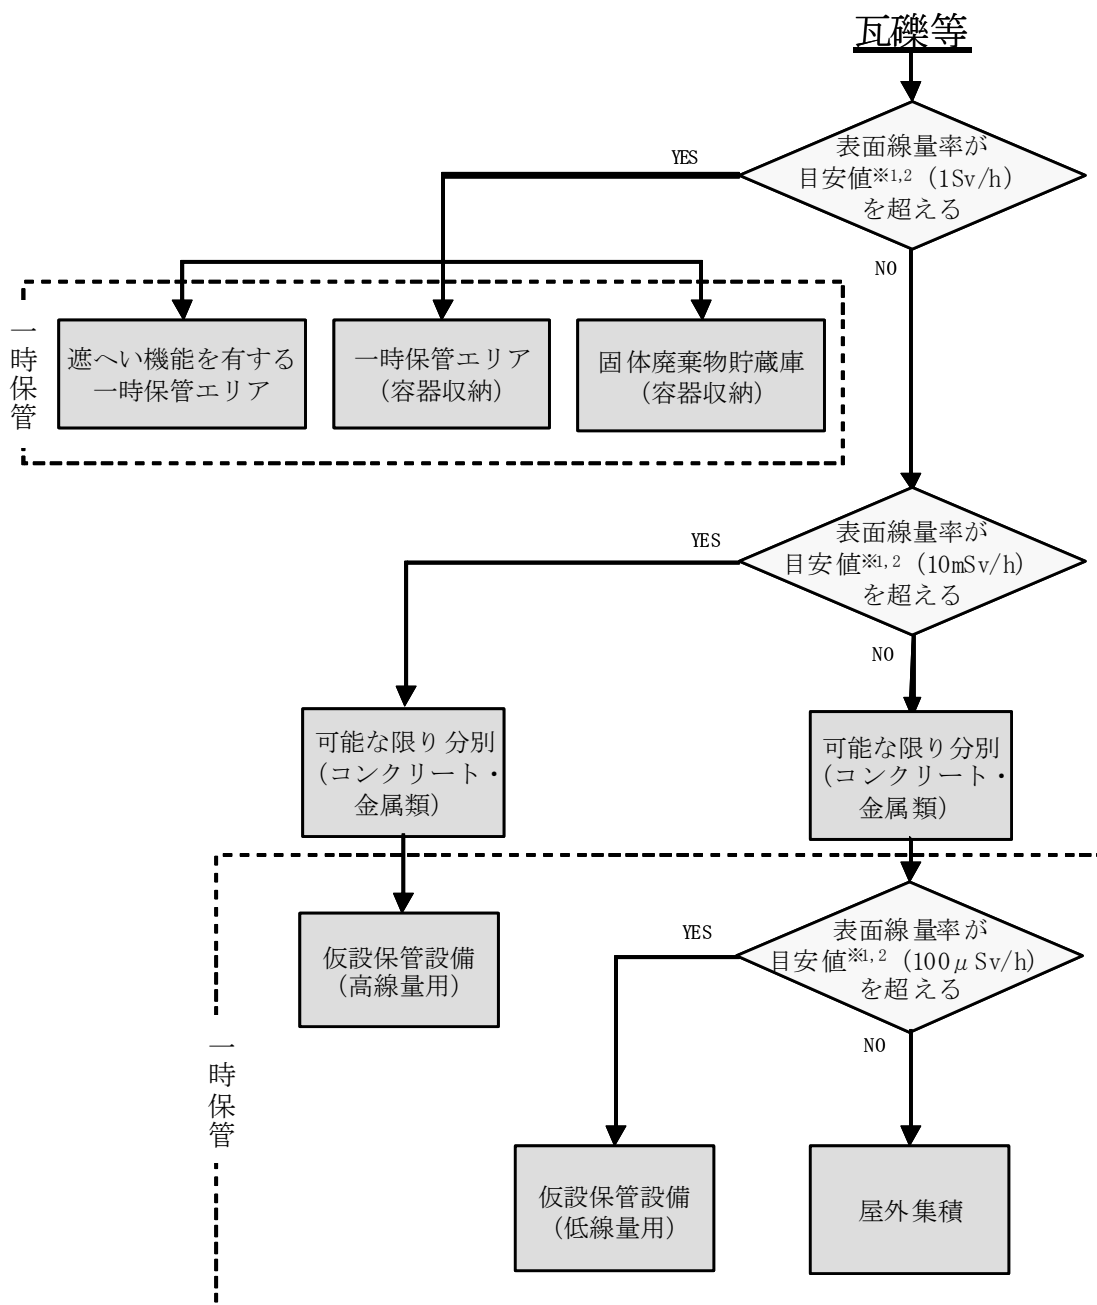 瓦礫等
表面線量率が
目安値※1,2（1Sv/h）
を超える
YES
NO
一時保管
遮へい機能を有する
一時保管エリア
一時保管エリア
（容器収納）
固体廃棄物貯蔵庫
（容器収納）
表面線量率が
目安値※1,2（10mSv/h）
を超える
YES
NO
可能な限り分別
（コンクリート・
金属類）
可能な限り分別
（コンクリート・
金属類）
仮設保管設備
（高線量用）
表面線量率が
目安値※1,2（100μSv/h）
を超える
YES
NO
一時保管
仮設保管設備
（低線量用）
屋外集積